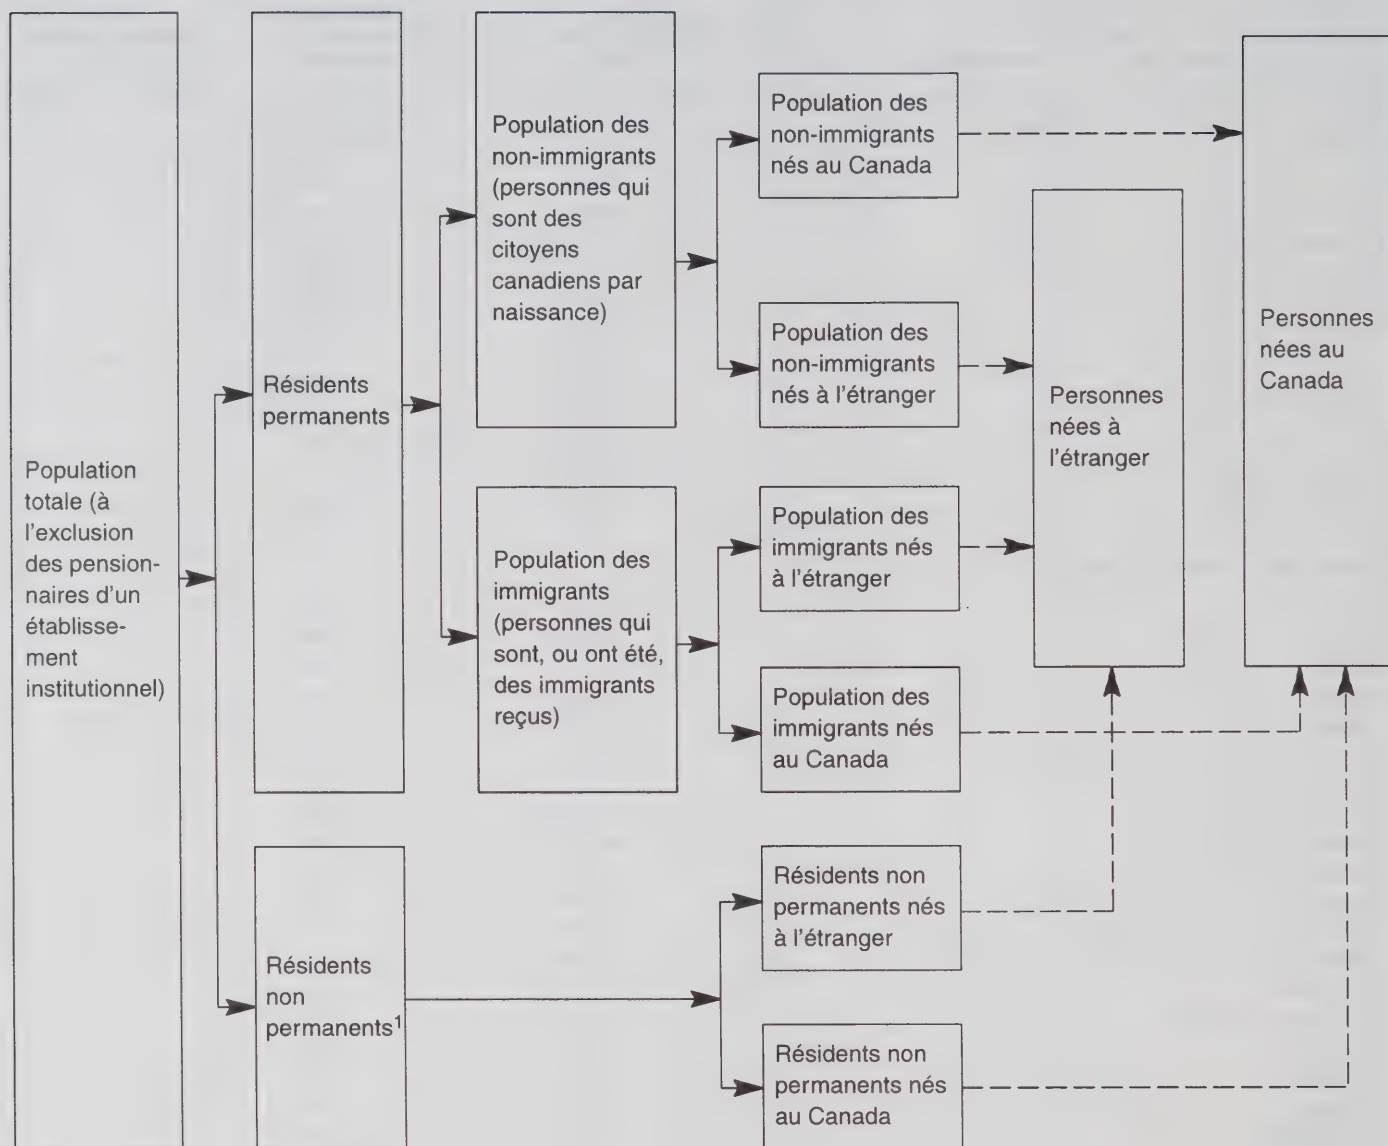 Population
totale (à
l'exclusion
des pension-
naires d'un
établisse-
ment
institutionnel)
Résidents
permanents
Résidents
non
permanents1
Population des
non-immigrants
(personnes qui
sont des
citoyens
canadiens par
naissance)
Population des
immigrants
(personnes qui
sont, ou ont été,
des immigrants
reçus)
Population des
non-immigrants
nés au Canada
Population des
non-immigrants
nés à l'étranger
Population des
immigrants nés
à l'étranger
Population des
immigrants nés
au Canada
Résidents non
permanents nés
à l'étranger
Résidents non
permanents nés
au Canada
Personnes
nées à
l'étranger
Personnes
nées au
Canada